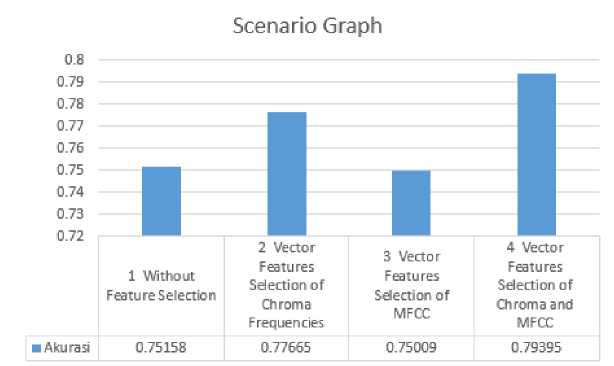 Scenario Graph
0.8
0.79
0.78
0.77
0.76
0.75
0.74
0.73
0.72
1 Without
Feature Selection
2 Vector
Features
Selection of
Chroma
Frequencies
3 Vector
Features
Selection of
MFCC
4 Vector
Features
Selection of
Chroma and
MFCC
Akurasi 0.75158 0.77665 0.75009 0.79395